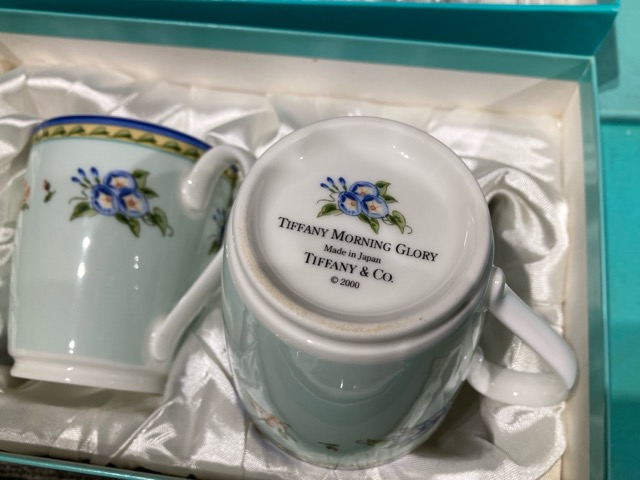 TIFFANY MORNING GLORY
Made in Japan
TIFFANY & CO.
© 2000